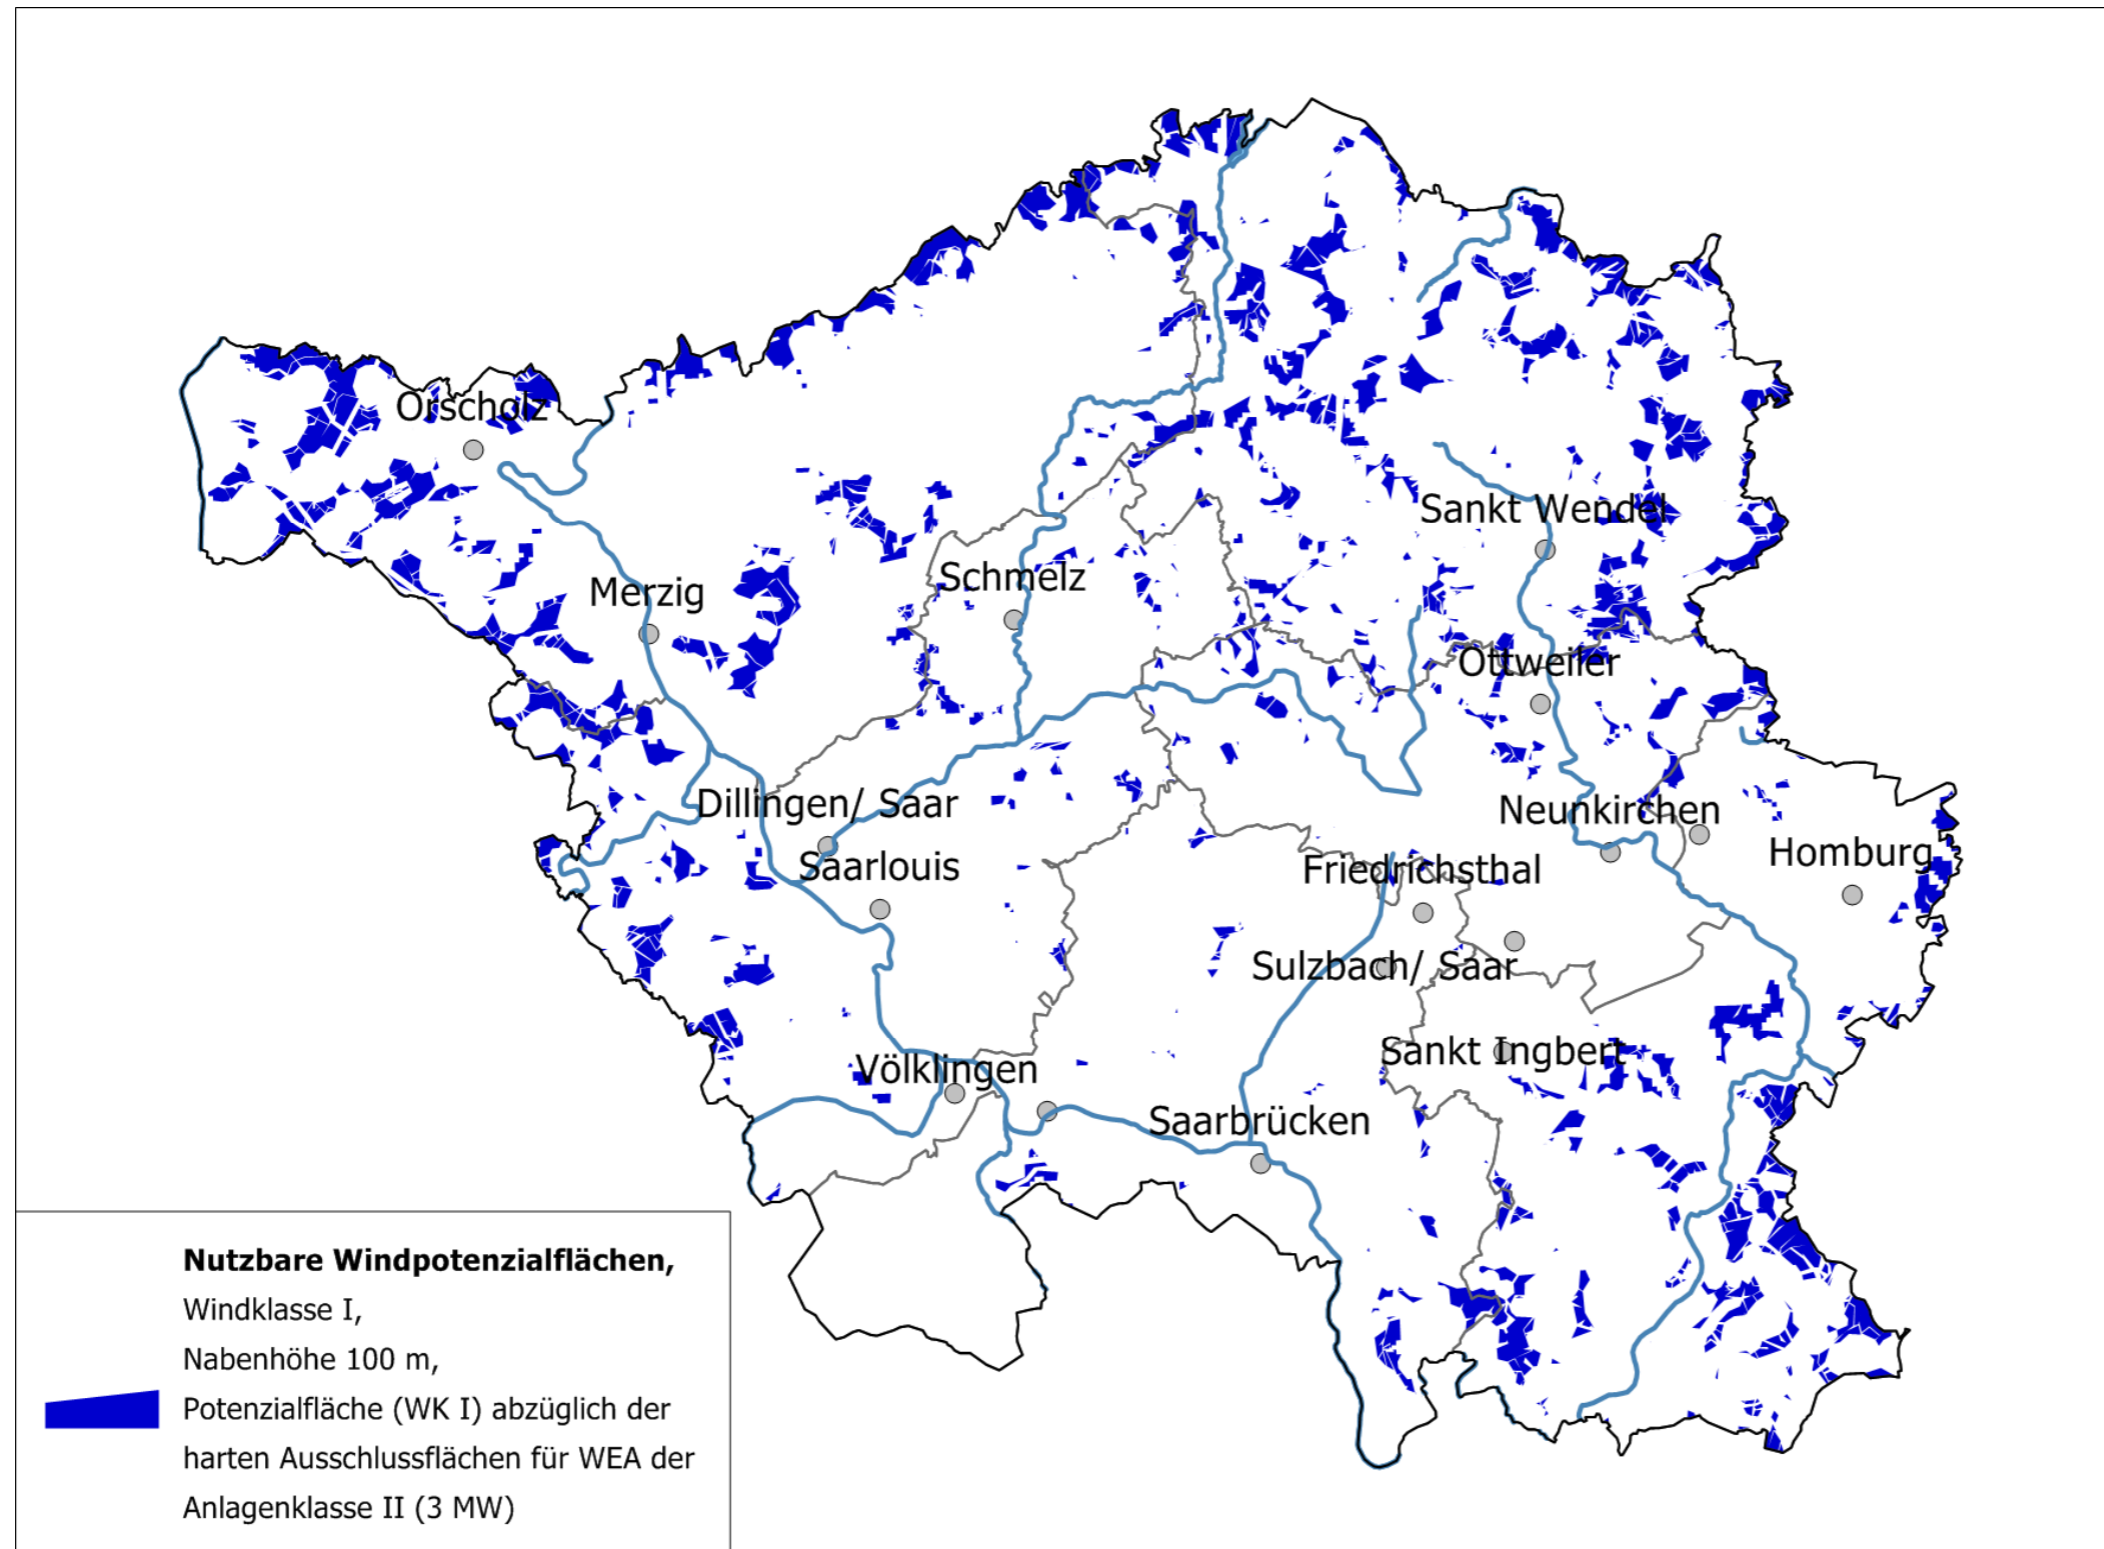 Orscholz
Sankt Wendel
Schmelz
Merzig
Ottweiler
Dillingen/ Saar
Neunkirchen
Homburg
Saarlouis
Friedrichsthal
Sulzbach/ Saar
Sankt Ingbert
Völklingen
Saarbrücken
Nutzbare Windpotenzialflächen,
Windklasse I,
Nabenhöhe 100 m,
Potenzialfläche (WK I) abzüglich der
harten Ausschlussflächen für WEA der
Anlagenklasse II (3 MW)